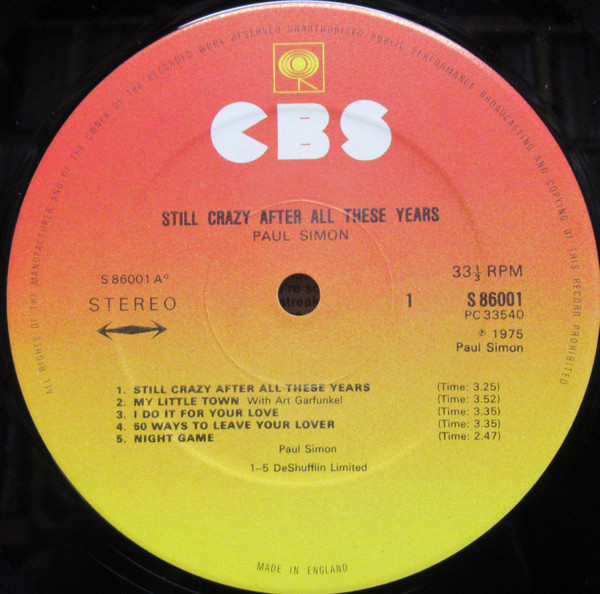 ALL RIGHTS OF THE MANUFACTURER AND OF THE OWNER OF THE RECORDED WORK RESERVED UNAUTHORIZED PUBLIC PERFORMANCE BROADCASTING AND COPYING OF THIS RECORD PROHIBITED
CBS
STILL CRAZY AFTER ALL THESE YEARS
PAUL SIMON
S 86001 A°
STEREO
33⅓ RPM
1
S 86001
PC 33540
℗ 1975
Paul Simon
're so
streak
1. STILL CRAZY AFTER ALL THESE YEARS (Time: 3.25)
2. MY LITTLE TOWN With Art Garfunkel (Time: 3.52)
3. I DO IT FOR YOUR LOVE (Time: 3.35)
4. 50 WAYS TO LEAVE YOUR LOVER (Time: 3.35)
5. NIGHT GAME (Time: 2.47)
Paul Simon
1–5 DeShufflin Limited
MADE IN ENGLAND